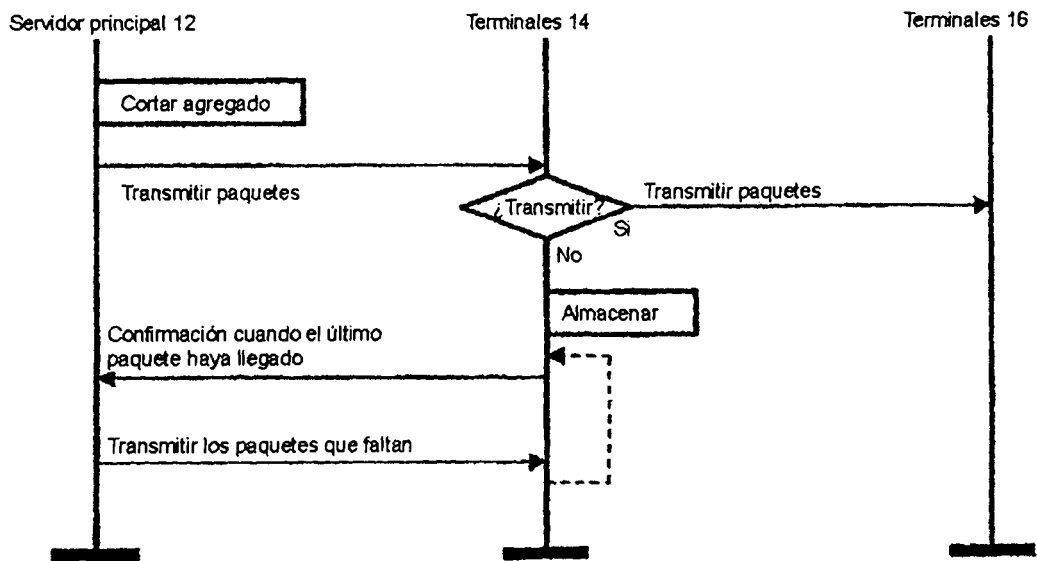 Servidor principal 12
Terminales 14
Terminales 16
Cortar agregado
Transmitir paquetes
¿Transmitir?
Transmitir paquetes
Si
No
Almacenar
Confirmación cuando el último
paquete haya llegado
Transmitir los paquetes que faltan